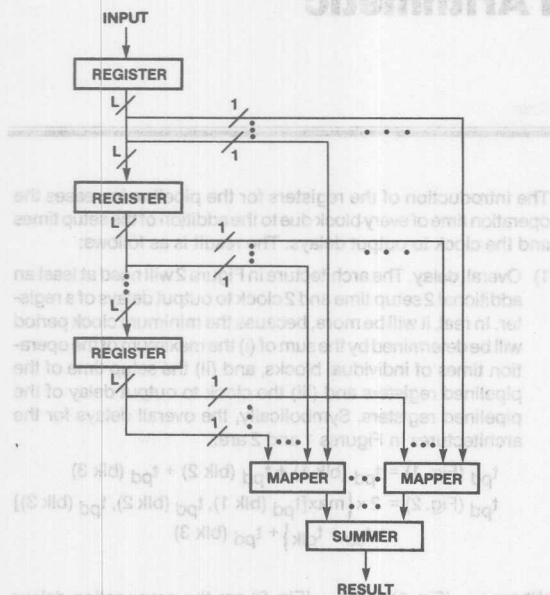 INPUT
REGISTER
L
1
L
1
REGISTER
L
1
L
1
REGISTER
L
1
MAPPER
MAPPER
SUMMER
RESULT
The introduction of the registers for the pipeline increases the
operation time of every block due to the addition of the setup times
and the clock to output delays. The result is as follows:
1) Overall delay. The architecture in Figure 2 will need at least an
additional 2 setup time and 2 clock to output delays of a regis-
ter. In reel, it will be more, because the minimum clock period
will be determined by the sum of (i) the maximum of the opera-
tion times of individual blocks, and (ii) the setup time of the
pipelined registers and (iii) the clock to output delay of the
pipelined registers. Symbolically, the overall delays for the
architectures in Figures 1 and 2 are: